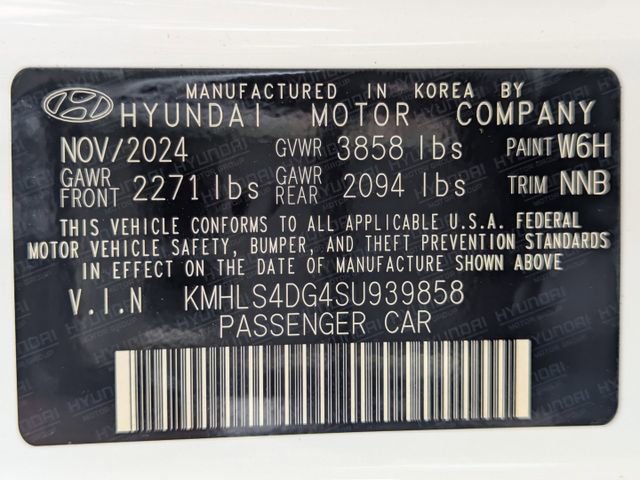 MANUFACTURED IN KOREA BY
HYUNDAI MOTOR COMPANY
NOV/2024 GVWR 3858 lbs PAINT W6H
GAWR FRONT 2271 lbs GAWR REAR 2094 lbs TRIM NNB
THIS VEHICLE CONFORMS TO ALL APPLICABLE U.S.A. FEDERAL
MOTOR VEHICLE SAFETY, BUMPER, AND THEFT PREVENTION STANDARDS
IN EFFECT ON THE DATE OF MANUFACTURE SHOWN ABOVE
V.I.N KMHLS4DG4SU939858
PASSENGER CAR